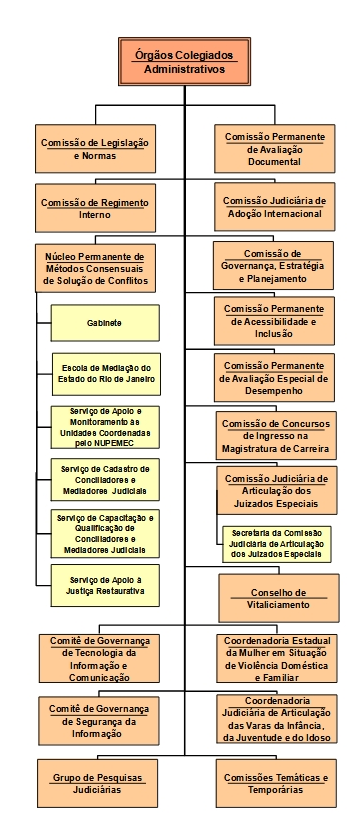 Órgãos Colegiados
Administrativos
Comissão de Legislação
e Normas
Comissão Permanente
de Avaliação
Documental
Comissão de Regimento
Interno
Comissão Judiciária de
Adoção Internacional
Núcleo Permanente de
Métodos Consensuais
de Solução de Conflitos
Comissão de
Governança, Estratégia
e Planejamento
Gabinete
Comissão Permanente
de Acessibilidade e
Inclusão
Escola de Mediação do
Estado do Rio de Janeiro
Comissão Permanente
de Avaliação Especial de
Desempenho
Serviço de Apoio e
Monitoramento às
Unidades Coordenadas
pelo NUPEMEC
Comissão de Concursos
de Ingresso na
Magistratura de Carreira
Serviço de Cadastro de
Conciliadores e
Mediadores Judiciais
Comissão Judiciária de
Articulação dos
Juizados Especiais
Serviço de Capacitação e
Qualificação de
Conciliadores e
Mediadores Judiciais
Secretaria da Comissão
Judiciária de Articulação
dos Juizados Especiais
Serviço de Apoio à
Justiça Restaurativa
Conselho de
Vitaliciamento
Comitê de Governança
de Tecnologia da
Informação e
Comunicação
Coordenadoria Estadual
da Mulher em Situação
de Violência Doméstica
e Familiar
Comitê de Governança
de Segurança da
Informação
Coordenadoria
Judiciária de Articulação
das Varas da Infância,
da Juventude e do Idoso
Grupo de Pesquisas
Judiciárias
Comissões Temáticas e
Temporárias